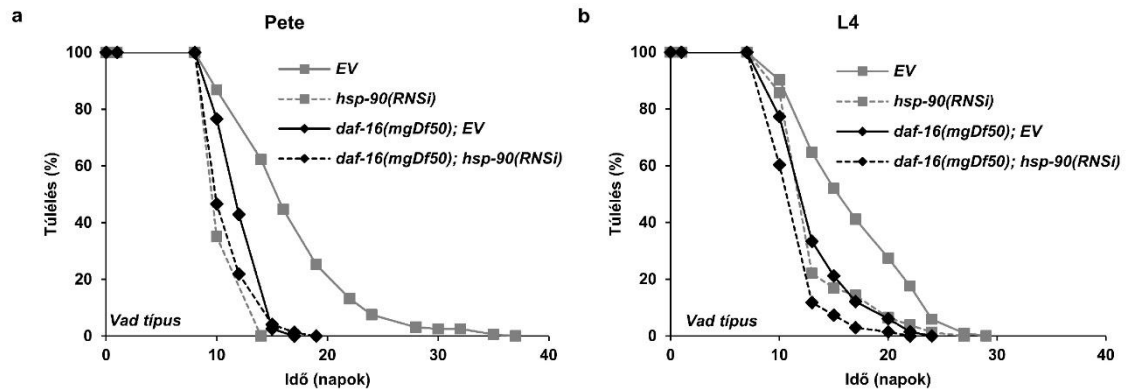 a
Pete
100
80
60
40
20
0
Túlélés (%)
EV
hsp-90(RNSi)
daf-16(mgDf50); EV
daf-16(mgDf50); hsp-90(RNSi)
Vad típus
0 10 20 30 40
Idő (napok)
b
L4
100
80
60
40
20
0
Túlélés (%)
EV
hsp-90(RNSi)
daf-16(mgDf50); EV
daf-16(mgDf50); hsp-90(RNSi)
Vad típus
0 10 20 30 40
Idő (napok)